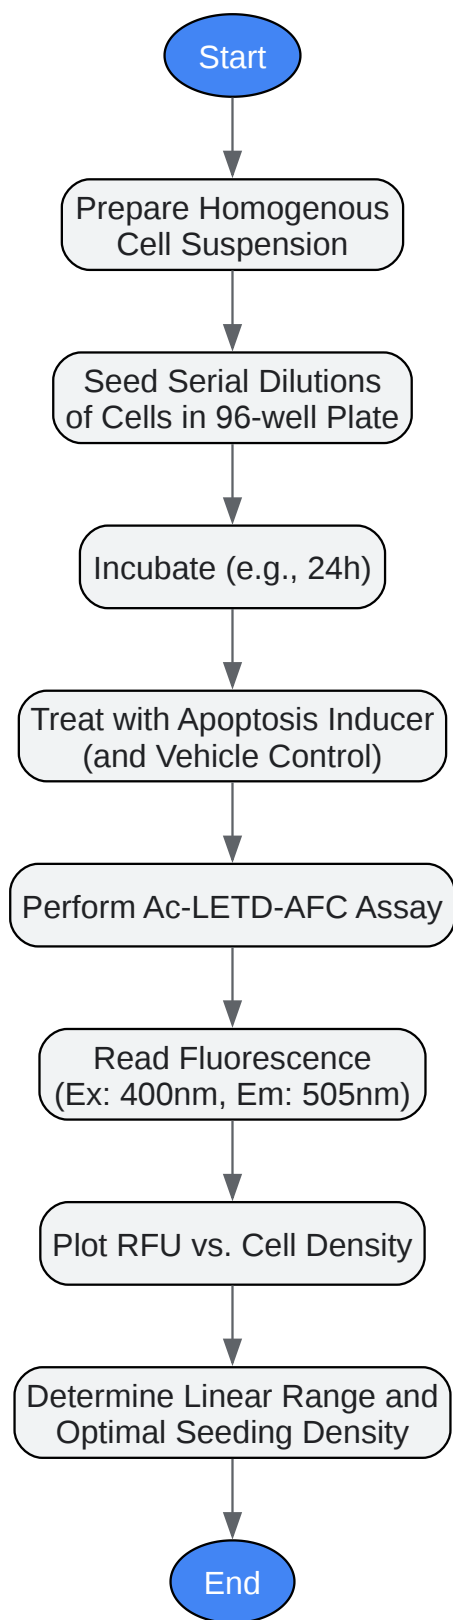 Start
Prepare Homogenous
Cell Suspension
Seed Serial Dilutions
of Cells in 96-well Plate
Incubate (e.g., 24h)
Treat with Apoptosis Inducer
(and Vehicle Control)
Perform Ac-LETD-AFC Assay
Read Fluorescence
(Ex: 400nm, Em: 505nm)
Plot RFU vs. Cell Density
Determine Linear Range and
Optimal Seeding Density
End